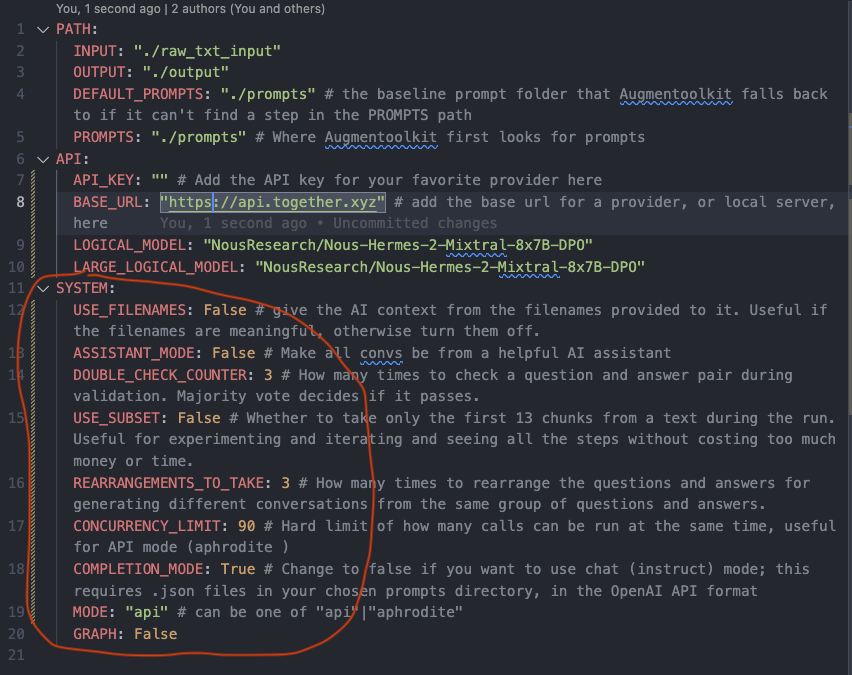 You, 1 second ago | 2 authors (You and others)
1 PATH:
2 INPUT: "./raw_txt_input"
3 OUTPUT: "./output"
4 DEFAULT_PROMPTS: "./prompts" # the baseline prompt folder that Augmentoolkit falls back
to if it can't find a step in the PROMPTS path
5 PROMPTS: "./prompts" # Where Augmentoolkit first looks for prompts
6 API:
7 API_KEY: "" # Add the API key for your favorite provider here
8 BASE_URL: "https://api.together.xyz" # add the base url for a provider, or local server,
here You, 1 second ago • Uncommitted changes
9 LOGICAL_MODEL: "NousResearch/Nous-Hermes-2-Mixtral-8x7B-DPO"
10 LARGE_LOGICAL_MODEL: "NousResearch/Nous-Hermes-2-Mixtral-8x7B-DPO"
11 SYSTEM:
12 USE_FILENAMES: False # give the AI context from the filenames provided to it. Useful if
the filenames are meaningful, otherwise turn them off.
13 ASSISTANT_MODE: False # Make all convs be from a helpful AI assistant
14 DOUBLE_CHECK_COUNTER: 3 # How many times to check a question and answer pair during
validation. Majority vote decides if it passes.
15 USE_SUBSET: False # Whether to take only the first 13 chunks from a text during the run.
Useful for experimenting and iterating and seeing all the steps without costing too much
money or time.
16 REARRANGEMENTS_TO_TAKE: 3 # How many times to rearrange the questions and answers for
generating different conversations from the same group of questions and answers.
17 CONCURRENCY_LIMIT: 90 # Hard limit of how many calls can be run at the same time, useful
for API mode (aphrodite )
18 COMPLETION_MODE: True # Change to false if you want to use chat (instruct) mode; this
requires .json files in your chosen prompts directory, in the OpenAI API format
19 MODE: "api" # can be one of "api"|"aphrodite"
20 GRAPH: False
21